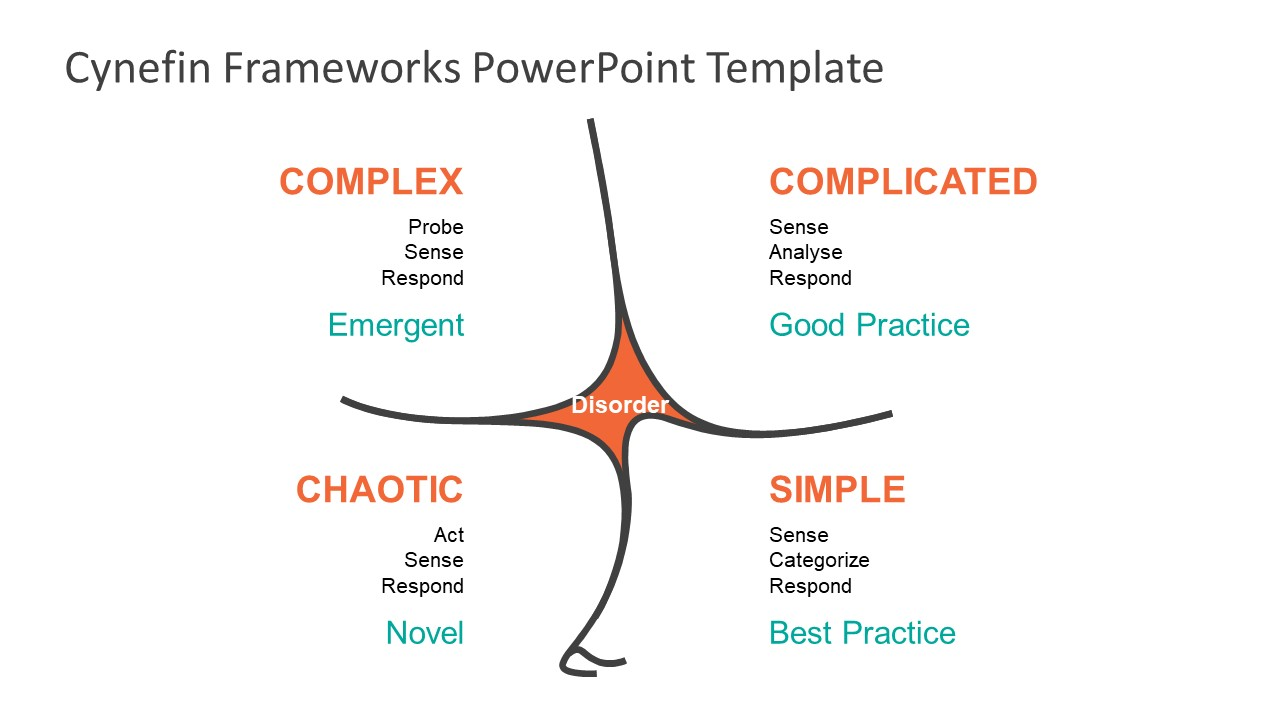 Cynefin Frameworks PowerPoint Template
COMPLEX
Probe
Sense
Respond
Emergent
COMPLICATED
Sense
Analyse
Respond
Good Practice
Disorder
CHAOTIC
Act
Sense
Respond
Novel
SIMPLE
Sense
Categorize
Respond
Best Practice